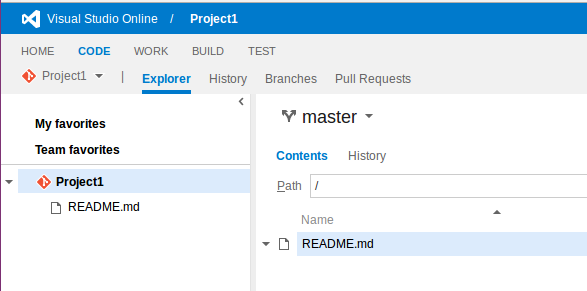 Visual Studio Online / Project1
HOME CODE WORK BUILD TEST
Project1 | Explorer History Branches Pull Requests
My favorites
Team favorites
Project1
README.md
master
Contents History
Path /
Name
README.md